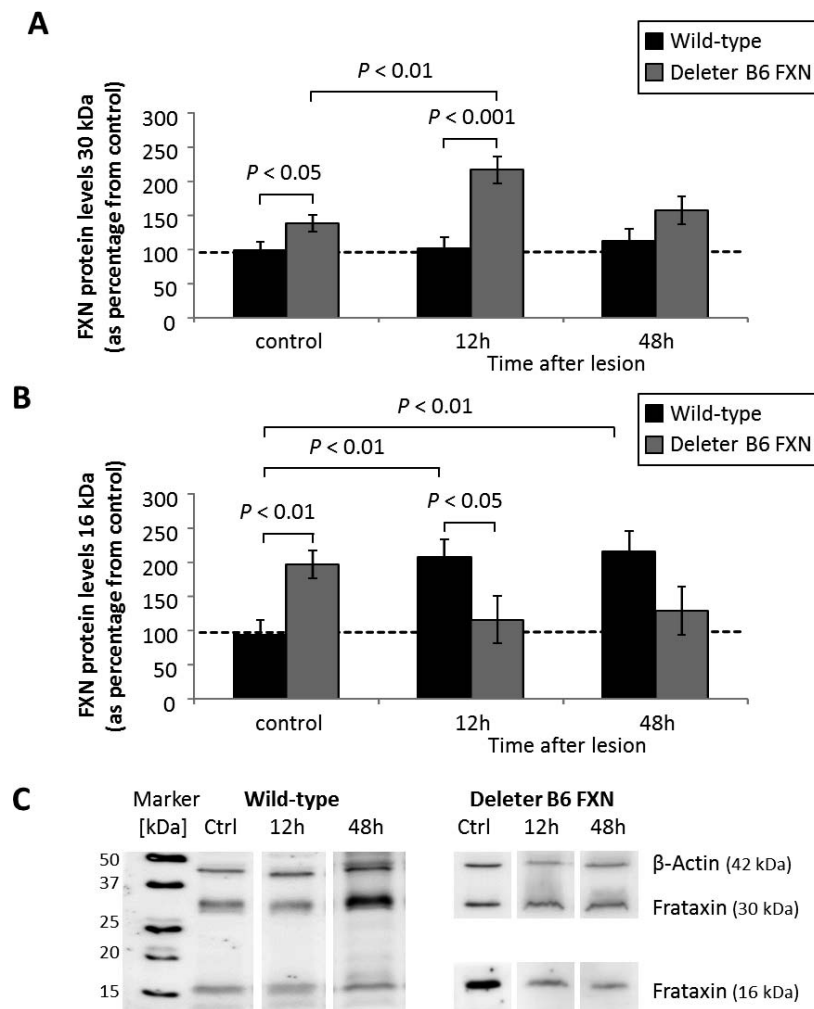 A
Wild-type
Deleter B6 FXN
P < 0.01
P < 0.001
P < 0.05
FXN protein levels 30 kDa
(as percentage from control)
300
250
200
150
100
50
0
control 12h 48h
Time after lesion
B
Wild-type
Deleter B6 FXN
P < 0.01
P < 0.01
P < 0.01
P < 0.05
FXN protein levels 16 kDa
(as percentage from control)
300
250
200
150
100
50
0
control 12h 48h
Time after lesion
C
Marker Wild-type Deleter B6 FXN
[kDa] Ctrl 12h 48h Ctrl 12h 48h
50
β-Actin (42 kDa)
37
Frataxin (30 kDa)
25
20
15
Frataxin (16 kDa)